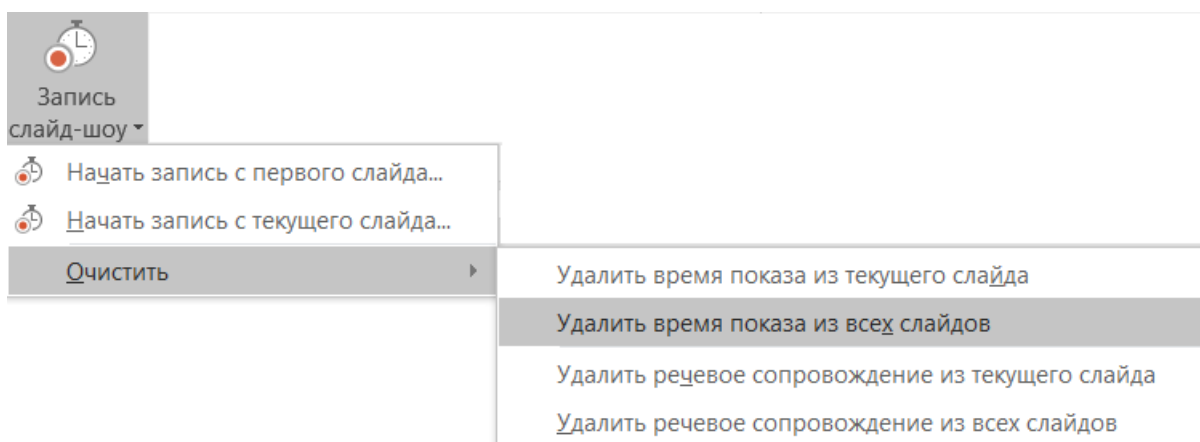 Запись
слайд-шоу
Начать запись с первого слайда...
Начать запись с текущего слайда...
Очистить
Удалить время показа из текущего слайда
Удалить время показа из всех слайдов
Удалить речевое сопровождение из текущего слайда
Удалить речевое сопровождение из всех слайдов